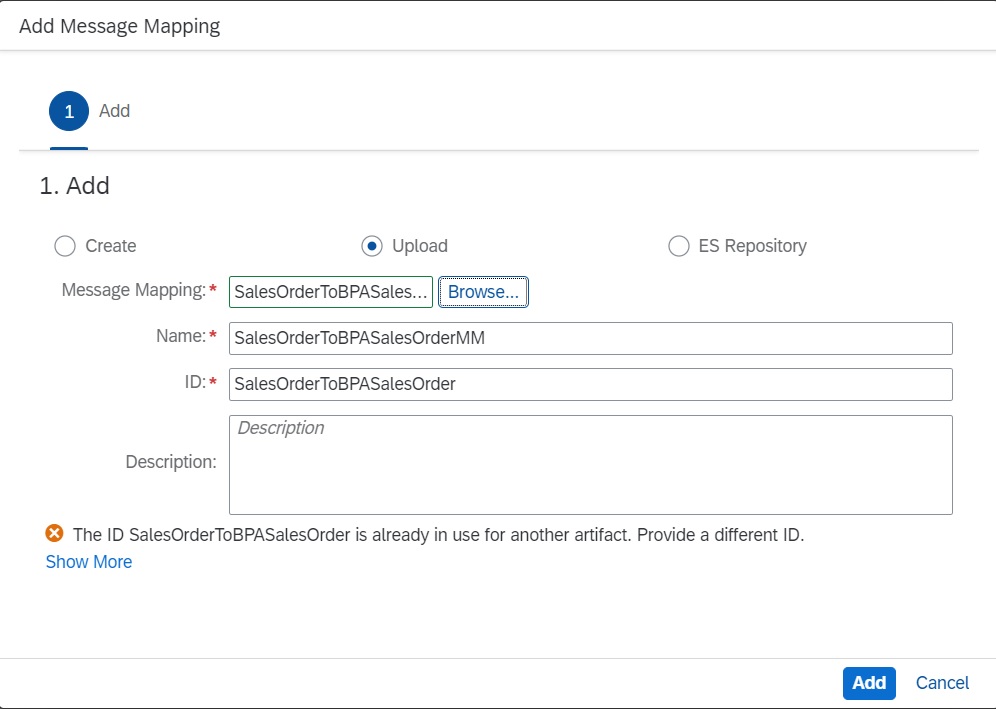 Add Message Mapping
1 Add
1. Add
Create Upload ES Repository
Message Mapping:* SalesOrderToBPASales... Browse...
Name:* SalesOrderToBPASalesOrderMM
ID:* SalesOrderToBPASalesOrder
Description: Description
The ID SalesOrderToBPASalesOrder is already in use for another artifact. Provide a different ID.
Show More
Add Cancel